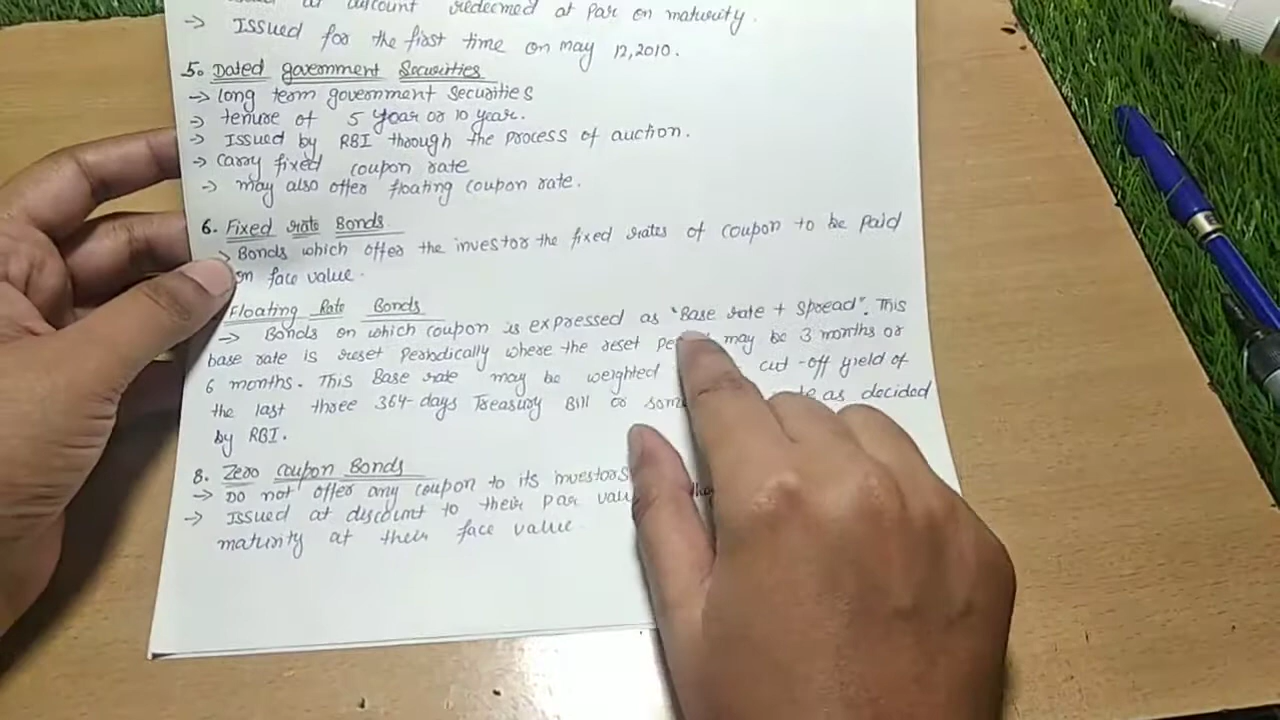 at discount redeemed at par on maturity.
→ Issued for the first time on may 12, 2010.
5. Dated government Securities
→ long term government securities
→ tenure of 5 year or 10 year.
→ Issued by RBI through the process of auction.
→ Carry fixed coupon rate
→ may also offer floating coupon rate.
6. Fixed rate Bonds
→ Bonds which offer the investor the fixed rates of coupon to be paid
on face value.
Floating Rate Bonds
→ Bonds on which coupon is expressed as "Base rate + Spread". This
base rate is reset periodically where the reset may be 3 months or
6 months. This Base rate may be weighted cut-off yield of
the last three 364-days Treasury Bill or as decided
by RBI.
8. Zero coupon Bonds
→ Do not offer any coupon to its investors
→ Issued at discount to their par
maturity at their face value